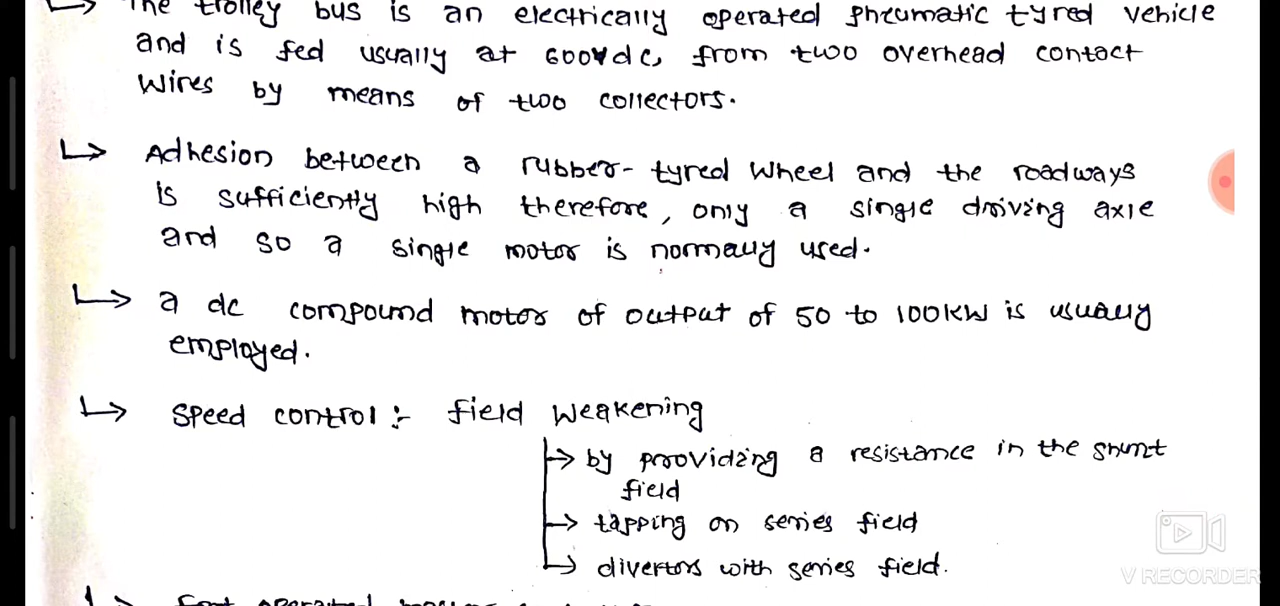 The trolley bus is an electrically operated pneumatic tyred vehicle
and is fed usually at 600V dc, from two overhead contact
wires by means of two collectors.
Adhesion between a rubber-tyred wheel and the roadways
is sufficiently high therefore, only a single driving axle
and so a single motor is normally used.
a dc compound motor of output of 50 to 100KW is usually
employed.
speed control :- field weakening
by providing a resistance in the shunt
field
tapping on series field
divertors with series field.
foot operated
V RECORDER